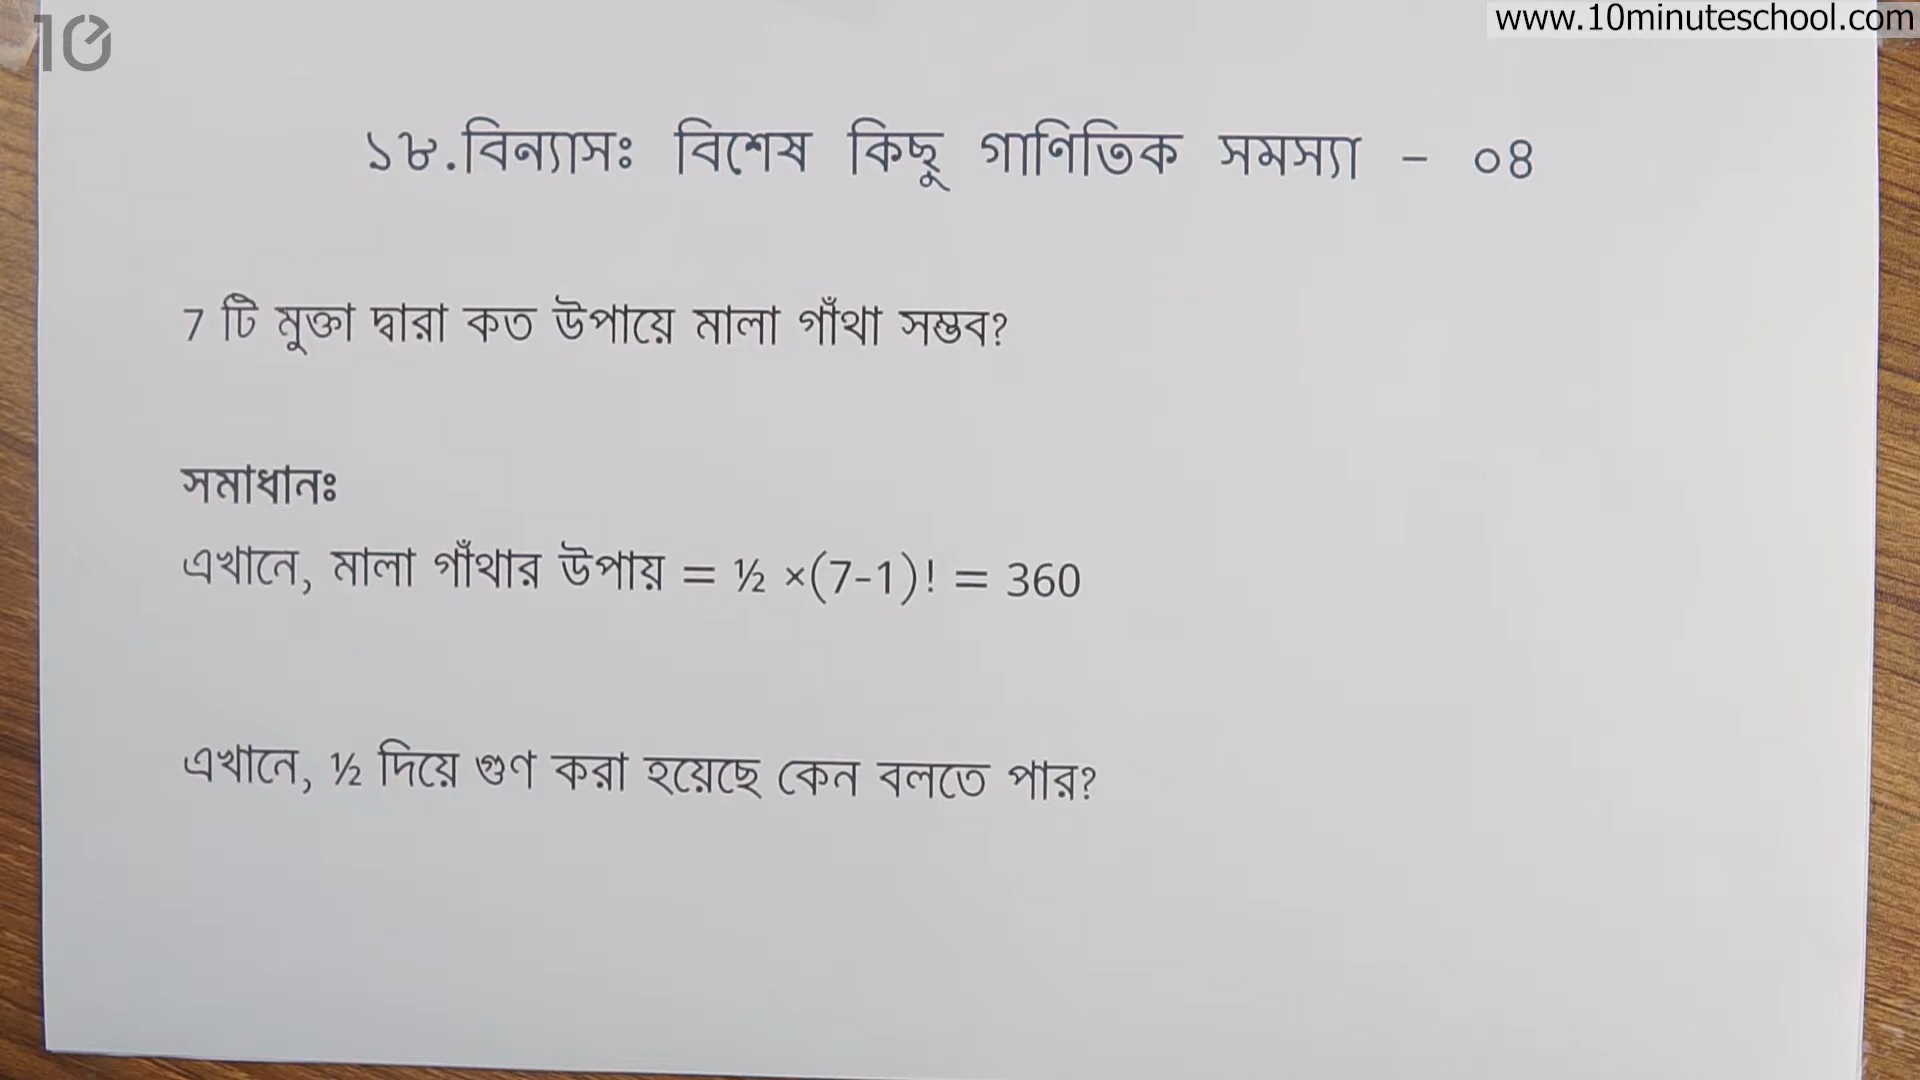 10
www.10minuteschool.com
১৮.বিন্যাসঃ বিশেষ কিছু গাণিতিক সমস্যা - ০৪
7 টি মুক্তা দ্বারা কত উপায়ে মালা গাঁথা সম্ভব?
সমাধানঃ
এখানে, মালা গাঁথার উপায় = ½ ×(7-1)! = 360
এখানে, ½ দিয়ে গুণ করা হয়েছে কেন বলতে পার?